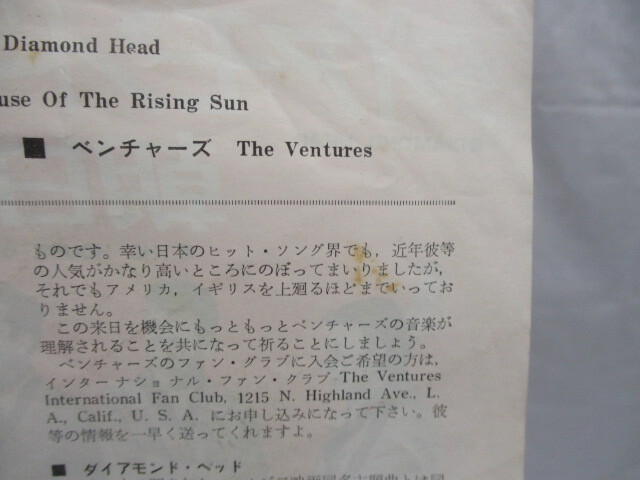 Diamond Head
use Of The Rising Sun
■ ベンチャーズ The Ventures
ものです。幸い日本のヒット・ソング界でも，近年彼等
の人気がかなり高いところにのぼってまいりましたが，
それでもアメリカ，イギリスを上廻るほどまでいってお
りません。
この来日を機会にもっともっとベンチャーズの音楽が
理解されることを共になって祈ることにしましょう。
ベンチャーズのファン・グラブに入会ご希望の方は，
インターナショナル・ファン・クラブ The Ventures
International Fan Club, 1215 N. Highland Ave., L.
A., Calif., U. S. A. にお申し込みになって下さい。彼
等の情報を一早く送ってくれますよ。
■ ダイアモンド・ヘッド